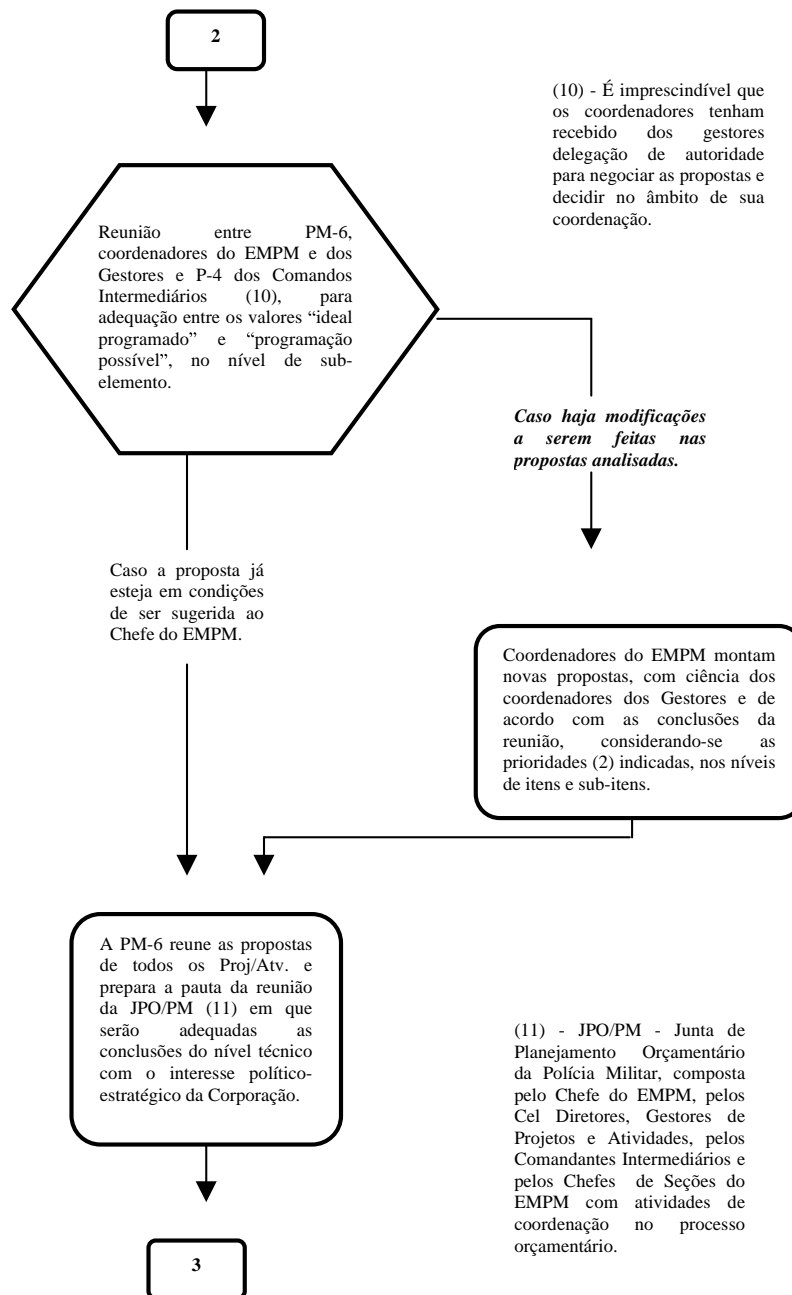 2
(10) - É imprescindível que
os coordenadores tenham
recebido dos gestores
delegação de autoridade
para negociar as propostas e
decidir no âmbito de sua
coordenação.
Reunião entre PM-6,
coordenadores do EMPM e dos
Gestores e P-4 dos Comandos
Intermediários (10), para
adequação entre os valores “ideal
programado” e “programação
possível”, no nível de sub-
elemento.
Caso haja modificações
a serem feitas nas
propostas analisadas.
Caso a proposta já
esteja em condições
de ser sugerida ao
Chefe do EMPM.
Coordenadores do EMPM montam
novas propostas, com ciência dos
coordenadores dos Gestores e de
acordo com as conclusões da
reunião, considerando-se as
prioridades (2) indicadas, nos níveis
de itens e sub-itens.
A PM-6 reune as propostas
de todos os Proj/Atv. e
prepara a pauta da reunião
da JPO/PM (11) em que
serão adequadas as
conclusões do nível técnico
com o interesse político-
estratégico da Corporação.
(11) - JPO/PM - Junta de
Planejamento Orçamentário
da Polícia Militar, composta
pelo Chefe do EMPM, pelos
Cel Diretores, Gestores de
Projetos e Atividades, pelos
Comandantes Intermediários e
pelos Chefes de Seções do
EMPM com atividades de
coordenação no processo
orçamentário.
3